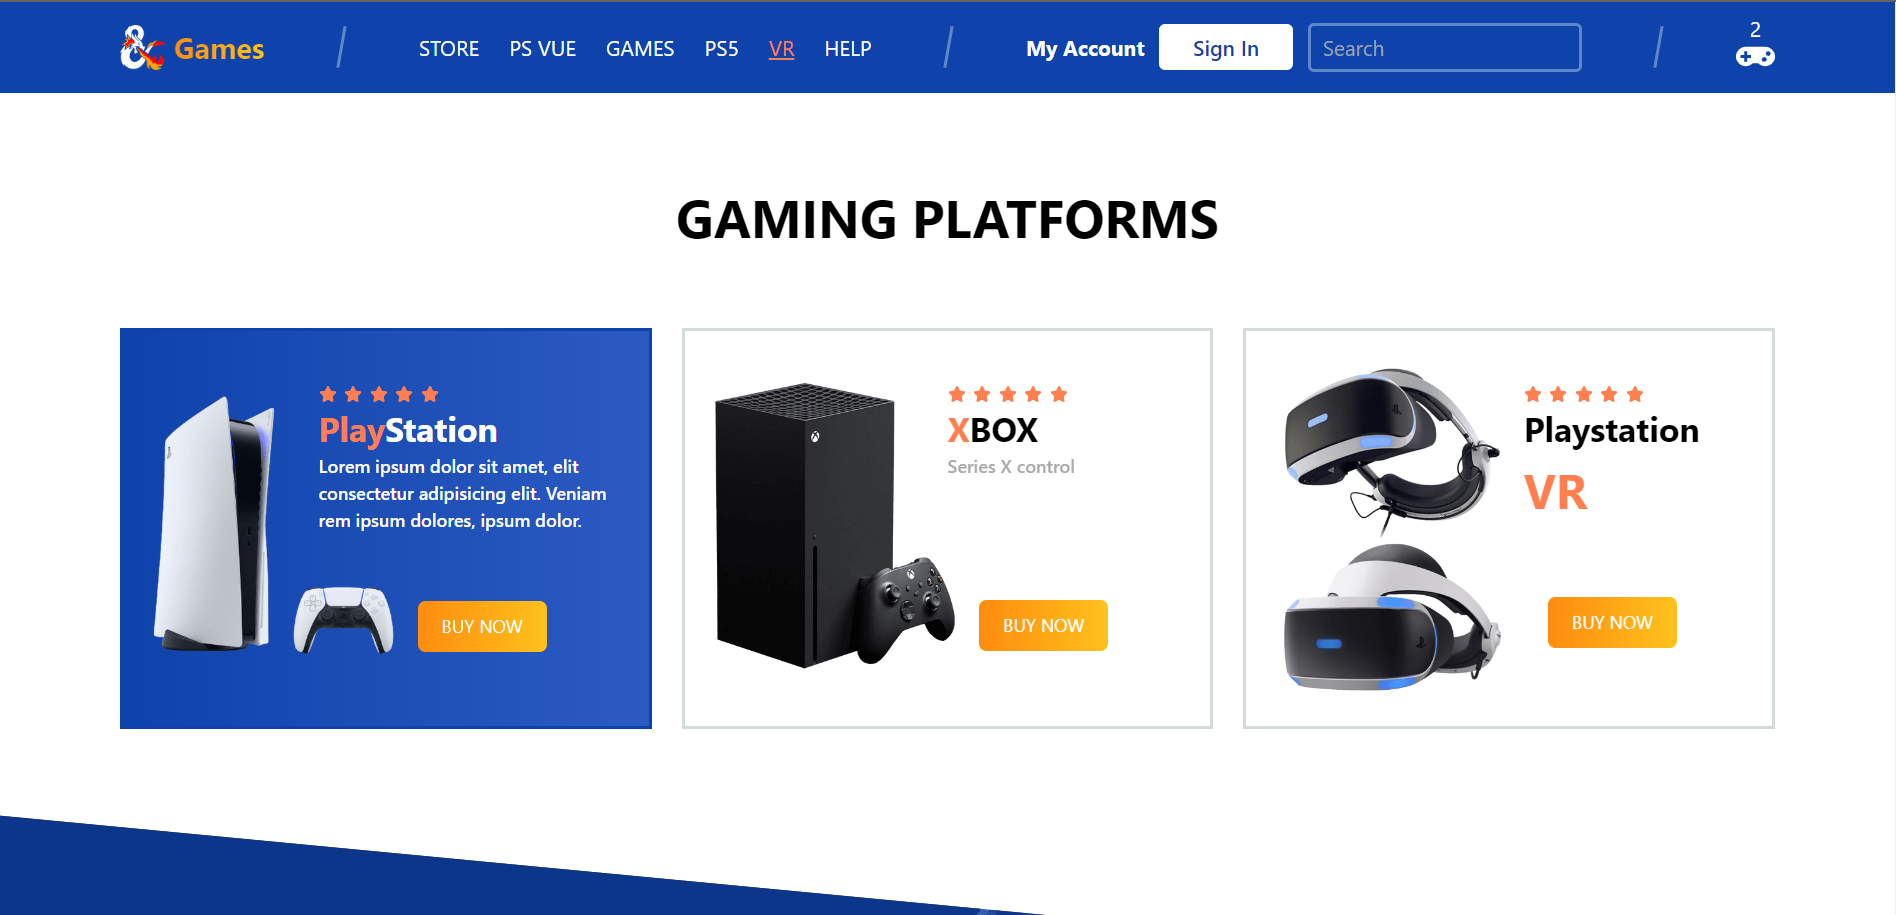 Games
STORE PS VUE GAMES PS5 VR HELP
My Account Sign In Search
2
GAMING PLATFORMS
PlayStation
Lorem ipsum dolor sit amet, elit
consectetur adipisicing elit. Veniam
rem ipsum dolores, ipsum dolor.
BUY NOW
XBOX
Series X control
BUY NOW
Playstation
VR
BUY NOW